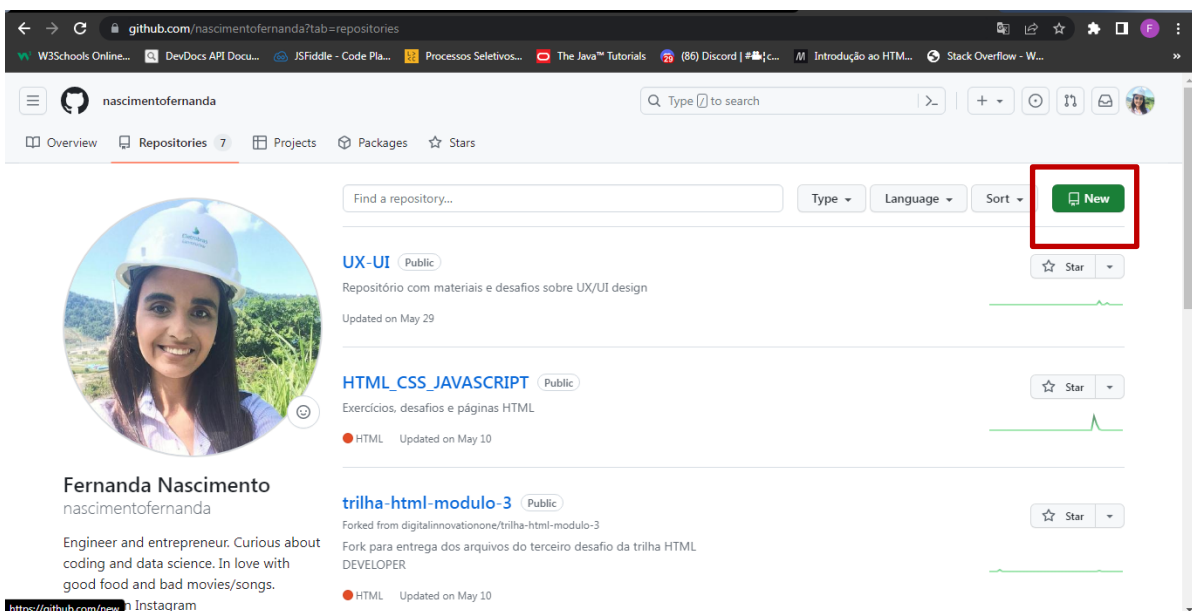 github.com/nascimentofernanda?tab=repositories
F
W3Schools Online... DevDocs API Docu... JSFiddle - Code Pla... Processos Seletivos... The Java™ Tutorials (86) Discord | #¦c... Introdução ao HTM... Stack Overflow - W... »
nascimentofernanda
Type / to search
Overview Repositories 7 Projects Packages Stars
Find a repository... Type Language Sort New
UX-UI Public
Star
Repositório com materiais e desafios sobre UX/UI design
Updated on May 29
HTML_CSS_JAVASCRIPT Public
Star
Exercícios, desafios e páginas HTML
HTML Updated on May 10
Fernanda Nascimento
nascimentofernanda
Engineer and entrepreneur. Curious about
coding and data science. In love with
good food and bad movies/songs.
n Instagram
trilha-html-modulo-3 Public
Star
Forked from digitalinnovationone/trilha-html-modulo-3
Fork para entrega dos arquivos do terceiro desafio da trilha HTML
DEVELOPER
HTML Updated on May 10
https://github.com/new